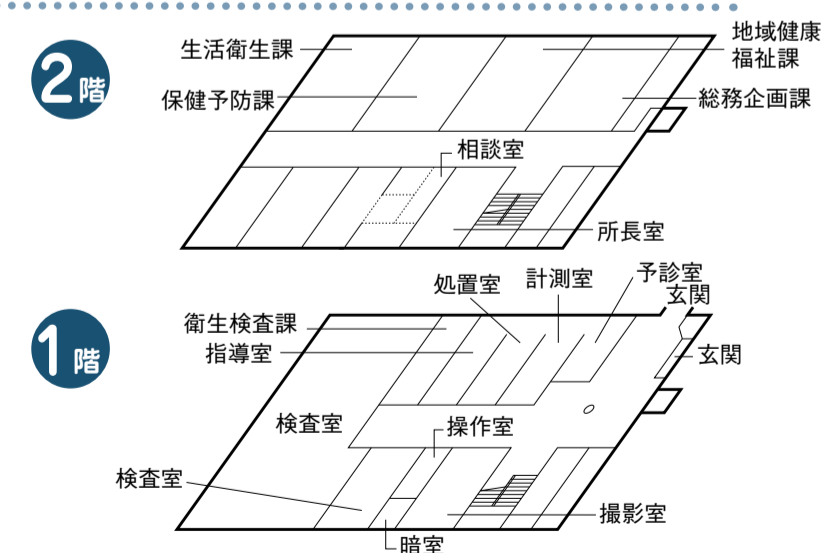 2階
生活衛生課
地域健康
福祉課
保健予防課
総務企画課
相談室
所長室
1階
処置室
計測室
予診室
玄関
衛生検査課
指導室
玄関
検査室
操作室
検査室
撮影室
暗室